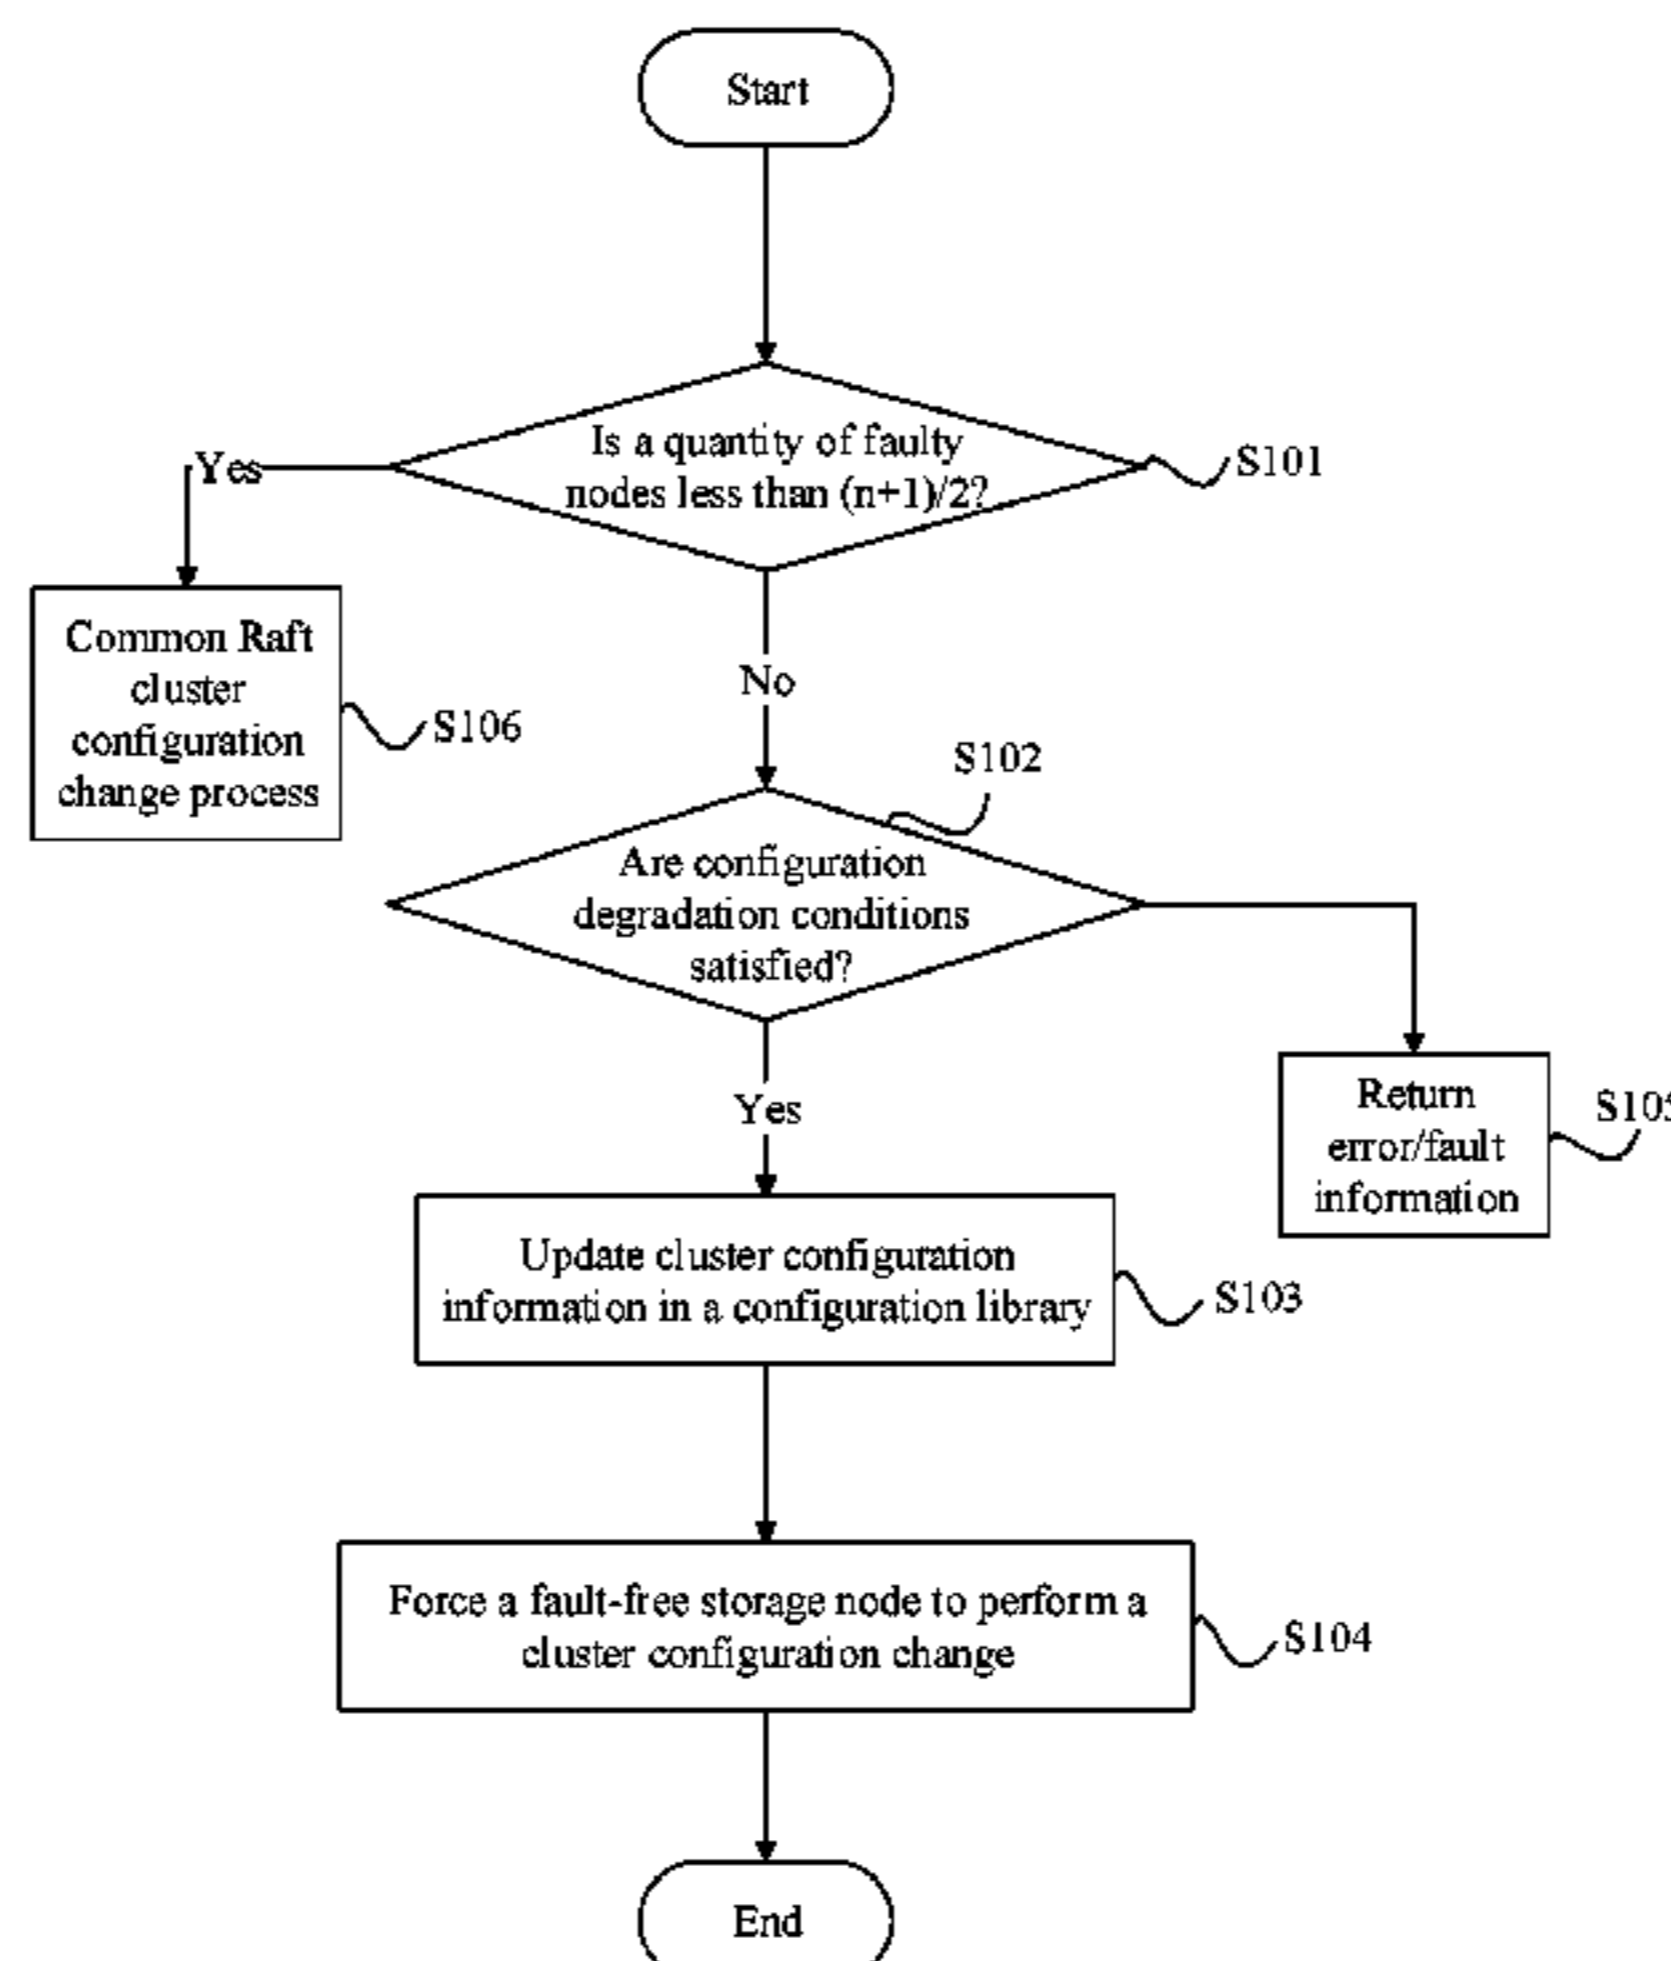 Start
Is a quantity of faulty
nodes less than (n+1)/2?
S101
Yes
Common Raft
cluster
configuration
change process
S106
No
S102
Are configuration
degradation conditions
satisfied?
Return
error/fault
information
S105
Yes
Update cluster configuration
information in a configuration library
S103
Force a fault-free storage node to perform a
cluster configuration change
S104
End